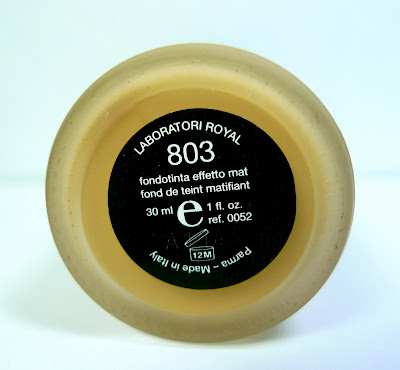 LABORATORI ROYAL
803
fondotinta effetto mat
fond de teint matifiant
30 ml e 1 fl. oz.
ref. 0052
12M
Parma – Made in Italy